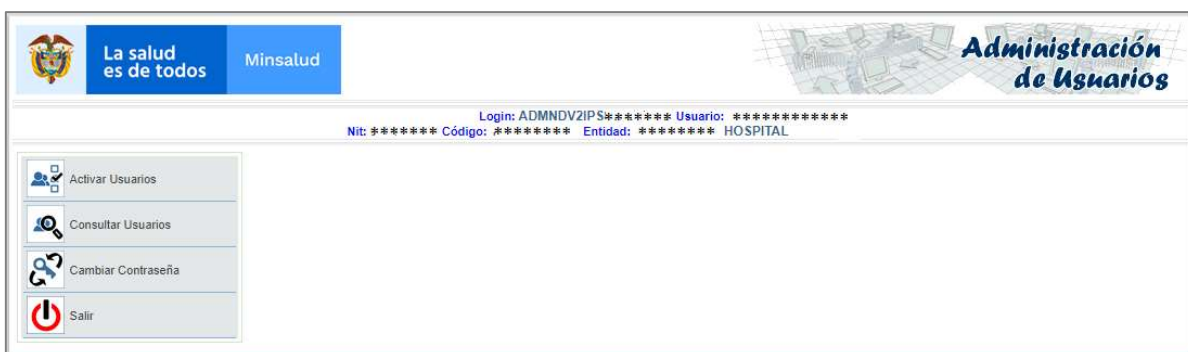 La salud
es de todos
Minsalud
Administración
de Usuarios
Login: ADMNDV2IPS******* Usuario: ************
Nit: ******* Código: ******** Entidad: ******** HOSPITAL
Activar Usuarios
Consultar Usuarios
Cambiar Contraseña
Salir